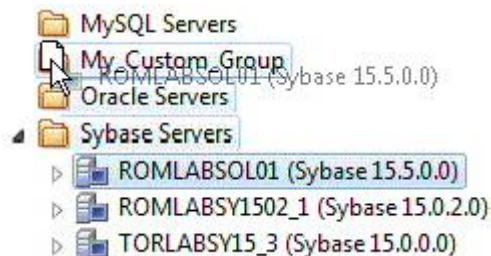 MySQL Servers
My_Custom_Group
ROMLABSOL01 (Sybase 15.5.0.0)
Oracle Servers
Sybase Servers
ROMLABSOL01 (Sybase 15.5.0.0)
ROMLABSY1502_1 (Sybase 15.0.2.0)
TORLABSY15_3 (Sybase 15.0.0.0)